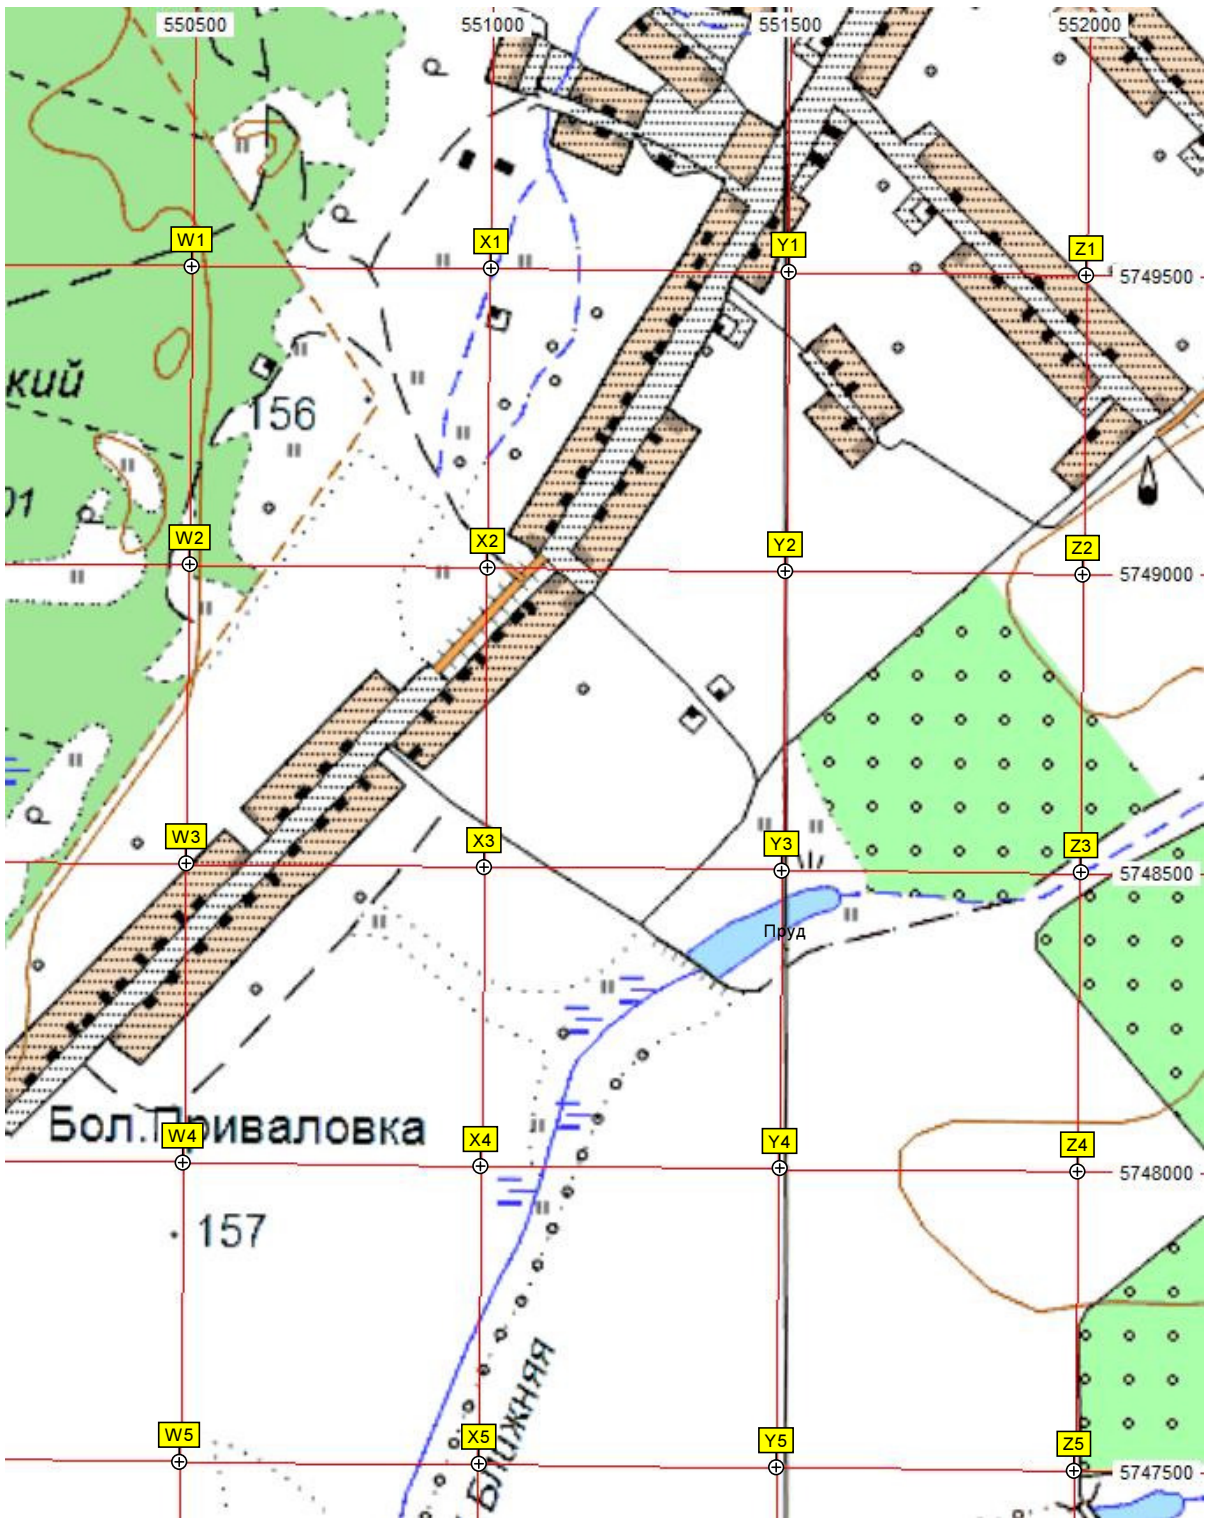 550500 551000 551500 552000
р
р
W1 X1 Y1 Z1
5749500
кий
156
01
р
W2 X2 Y2 Z2
5749000
р
W3 X3 Y3 Z3
5748500
Пруд
Бол.Приваловка
W4 X4 Y4 Z4
5748000
157
Ближняя
W5 X5 Y5 Z5
5747500